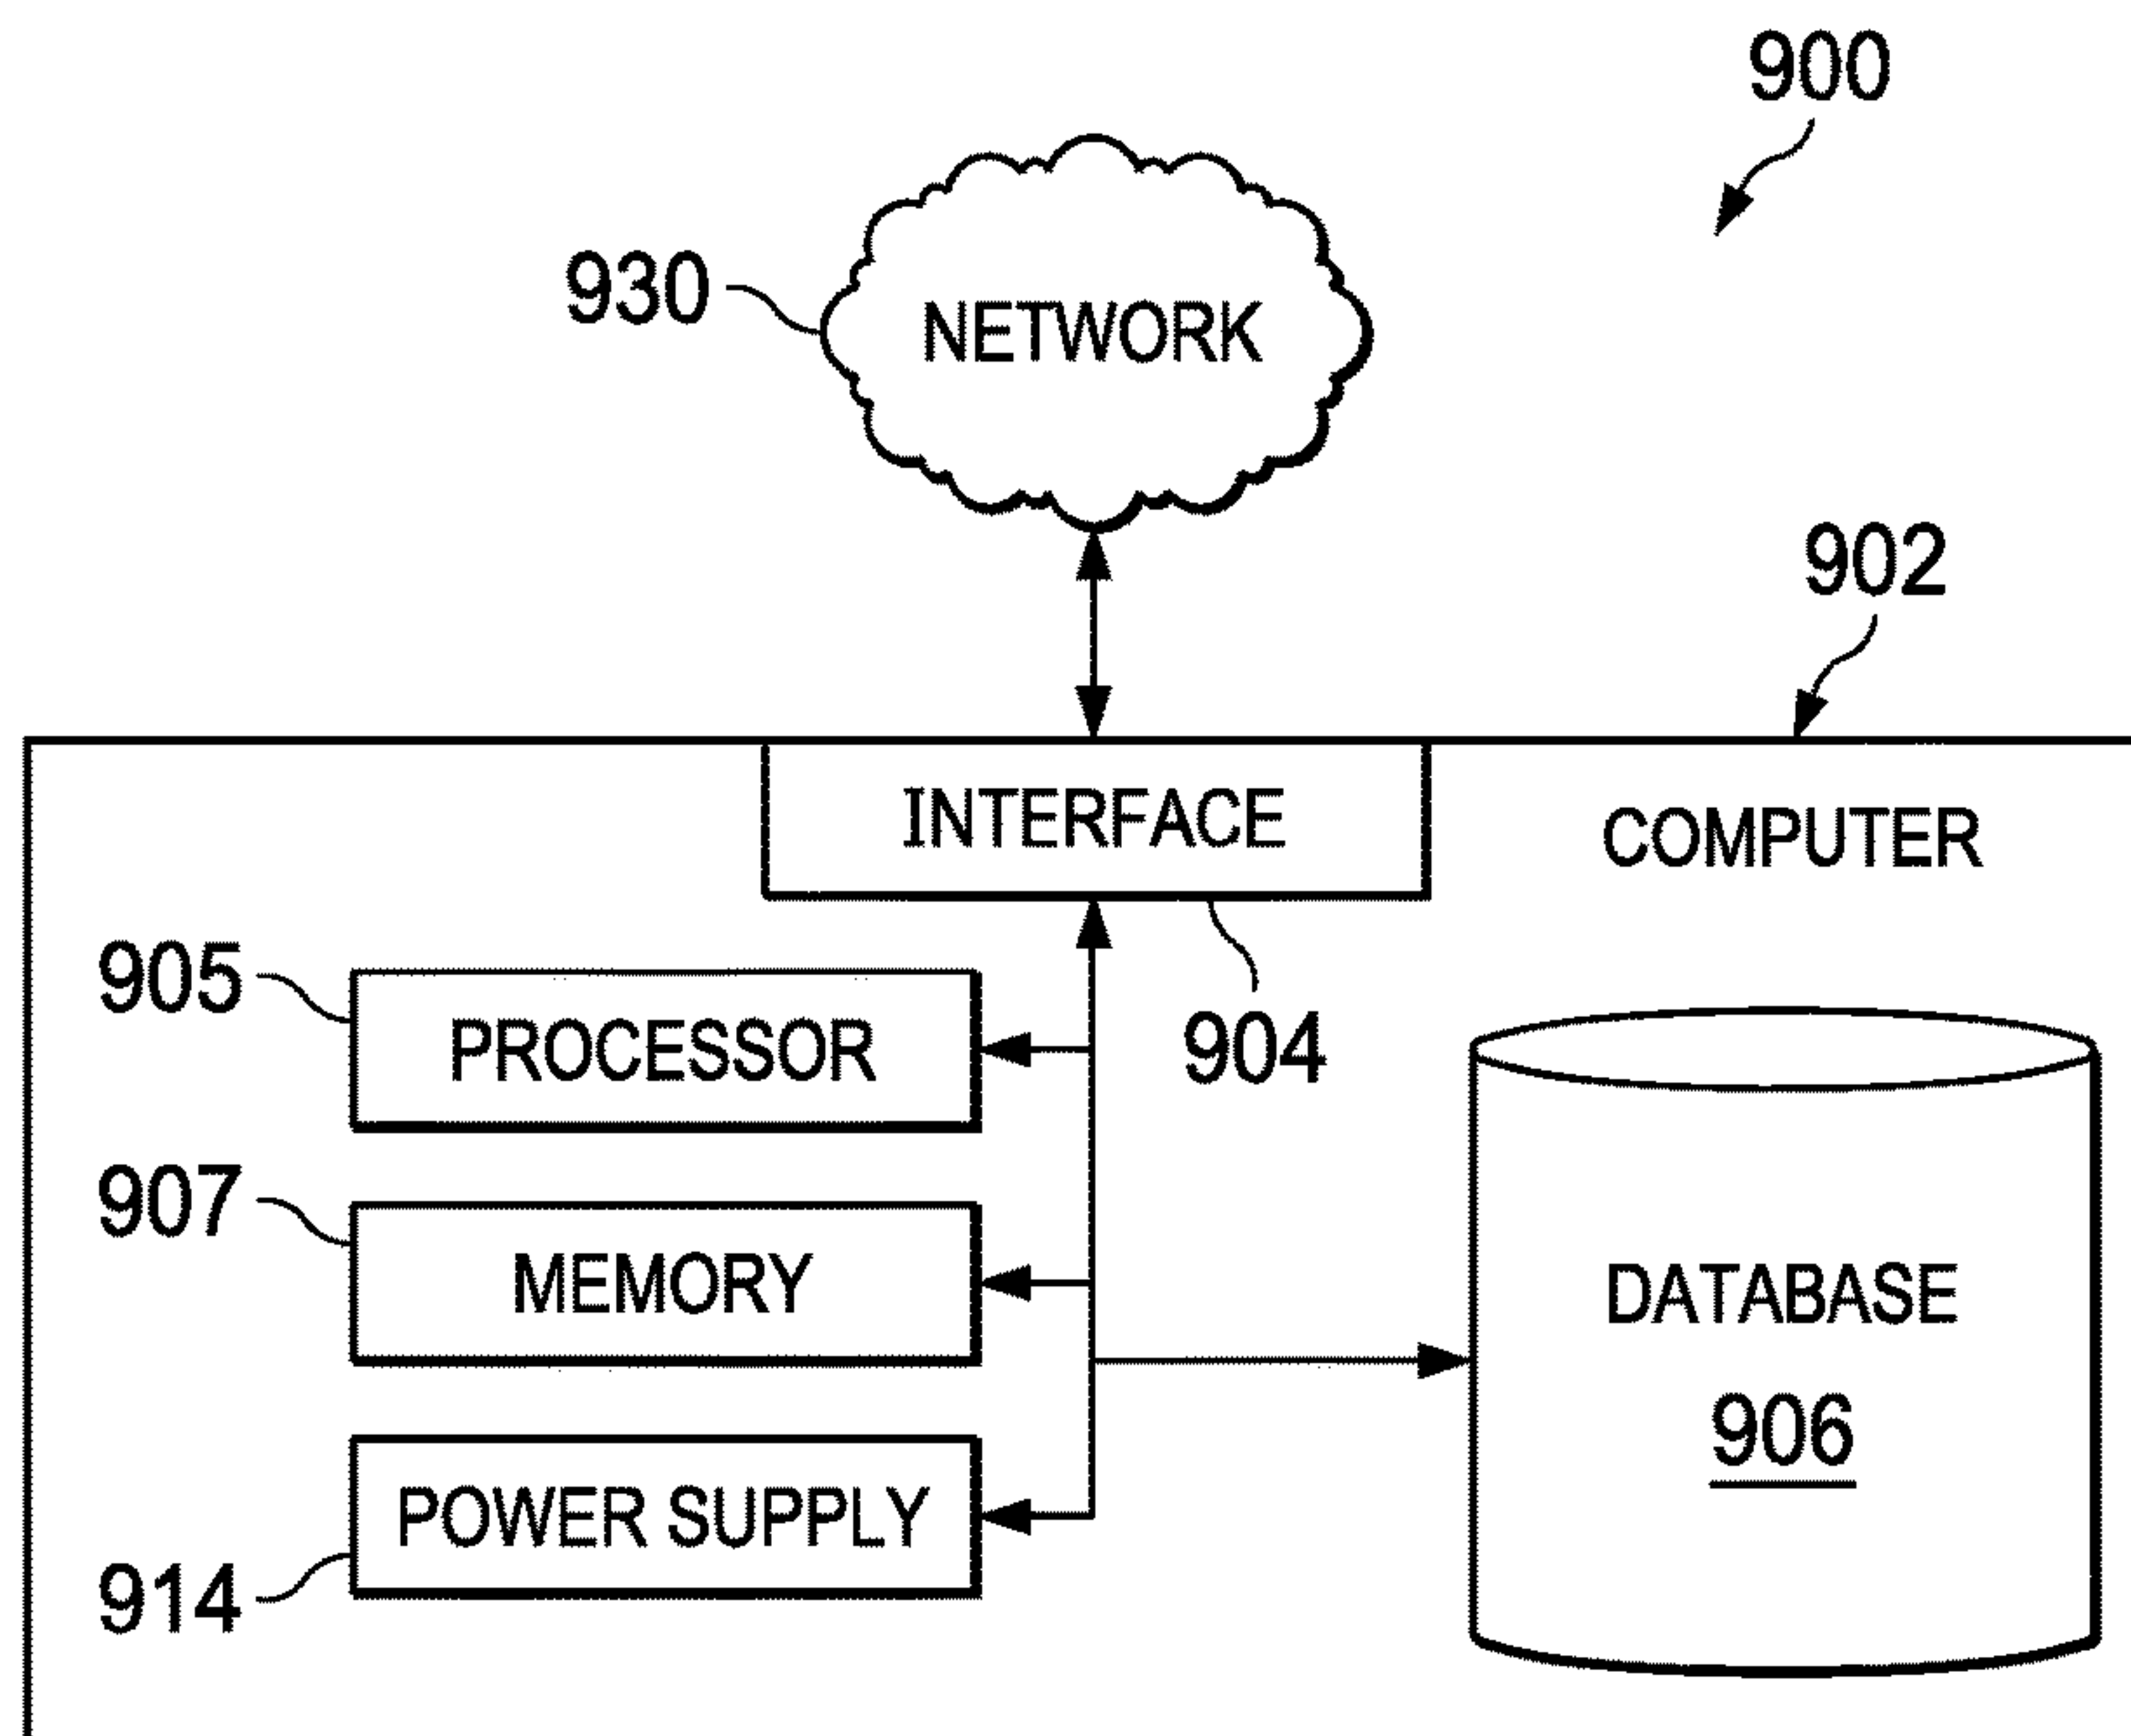 900
930
NETWORK
902
INTERFACE
COMPUTER
905
PROCESSOR
904
907
MEMORY
DATABASE
906
POWER SUPPLY
914